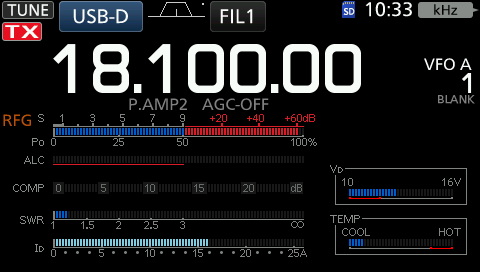 TUNE USB-D FIL1 SD 10:33 kHz
TX
18.100.00 VFO A
1
P.AMP2 AGC-OFF BLANK
RFG S 1 3 5 7 9 +20 +40 +60dB
Po 0 25 50 100%
ALC
VD
COMP 0 5 10 15 20 dB 10 16V
SWR 1 1.5 2 2.5 3 ∞
TEMP
COOL HOT
ID 0 5 10 15 20 25A